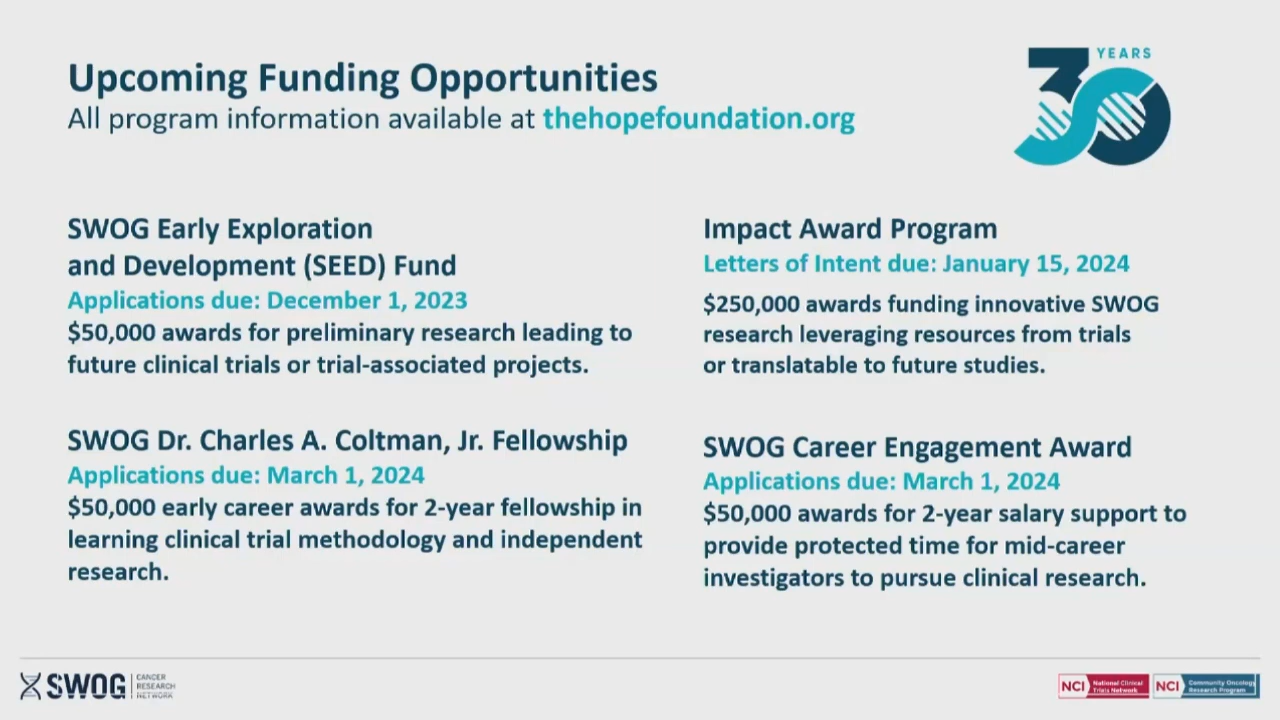 Upcoming Funding Opportunities
All program information available at thehopefoundation.org
30 YEARS
SWOG Early Exploration
and Development (SEED) Fund
Applications due: December 1, 2023
$50,000 awards for preliminary research leading to
future clinical trials or trial-associated projects.
Impact Award Program
Letters of Intent due: January 15, 2024
$250,000 awards funding innovative SWOG
research leveraging resources from trials
or translatable to future studies.
SWOG Dr. Charles A. Coltman, Jr. Fellowship
Applications due: March 1, 2024
$50,000 early career awards for 2-year fellowship in
learning clinical trial methodology and independent
research.
SWOG Career Engagement Award
Applications due: March 1, 2024
$50,000 awards for 2-year salary support to
provide protected time for mid-career
investigators to pursue clinical research.
SWOG
CANCER
RESEARCH
NETWORK
NCI
National Clinical
Trials Network
NCI
Community Oncology
Research Program